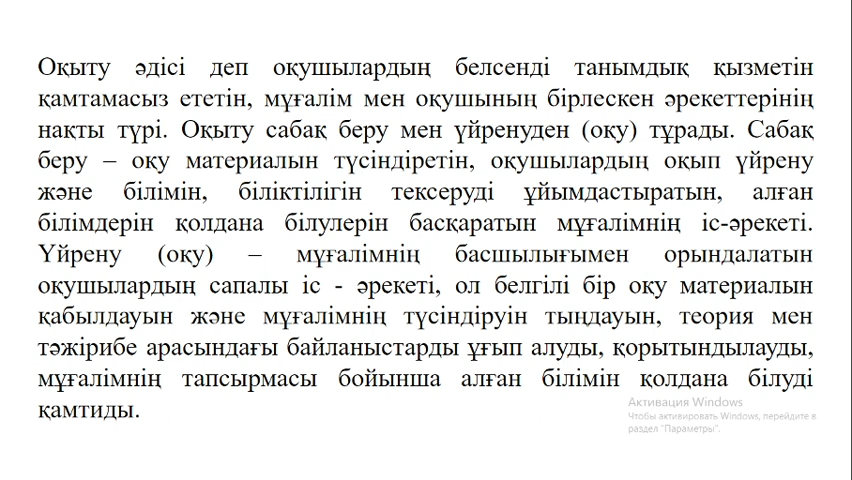 Оқыту әдісі деп оқушылардың белсенді танымдық қызметін
қамтамасыз ететін, мұғалім мен оқушының бірлескен әрекеттерінің
нақты түрі. Оқыту сабақ беру мен үйренуден (оқу) тұрады. Сабақ
беру – оқу материалын түсіндіретін, оқушылардың оқып үйрену
және білімін, біліктілігін тексеруді ұйымдастыратын, алған
білімдерін қолдана білулерін басқаратын мұғалімнің іс-әрекеті.
Үйрену (оқу) – мұғалімнің басшылығымен орындалатын
оқушылардың сапалы іс - әрекеті, ол белгілі бір оқу материалын
қабылдауын және мұғалімнің түсіндіруін тыңдауын, теория мен
тәжірибе арасындағы байланыстарды ұғып алуды, қорытындылауды,
мұғалімнің тапсырмасы бойынша алған білімін қолдана білуді
қамтиды.
Активация Windows
Чтобы активировать Windows, перейдите в
раздел "Параметры".